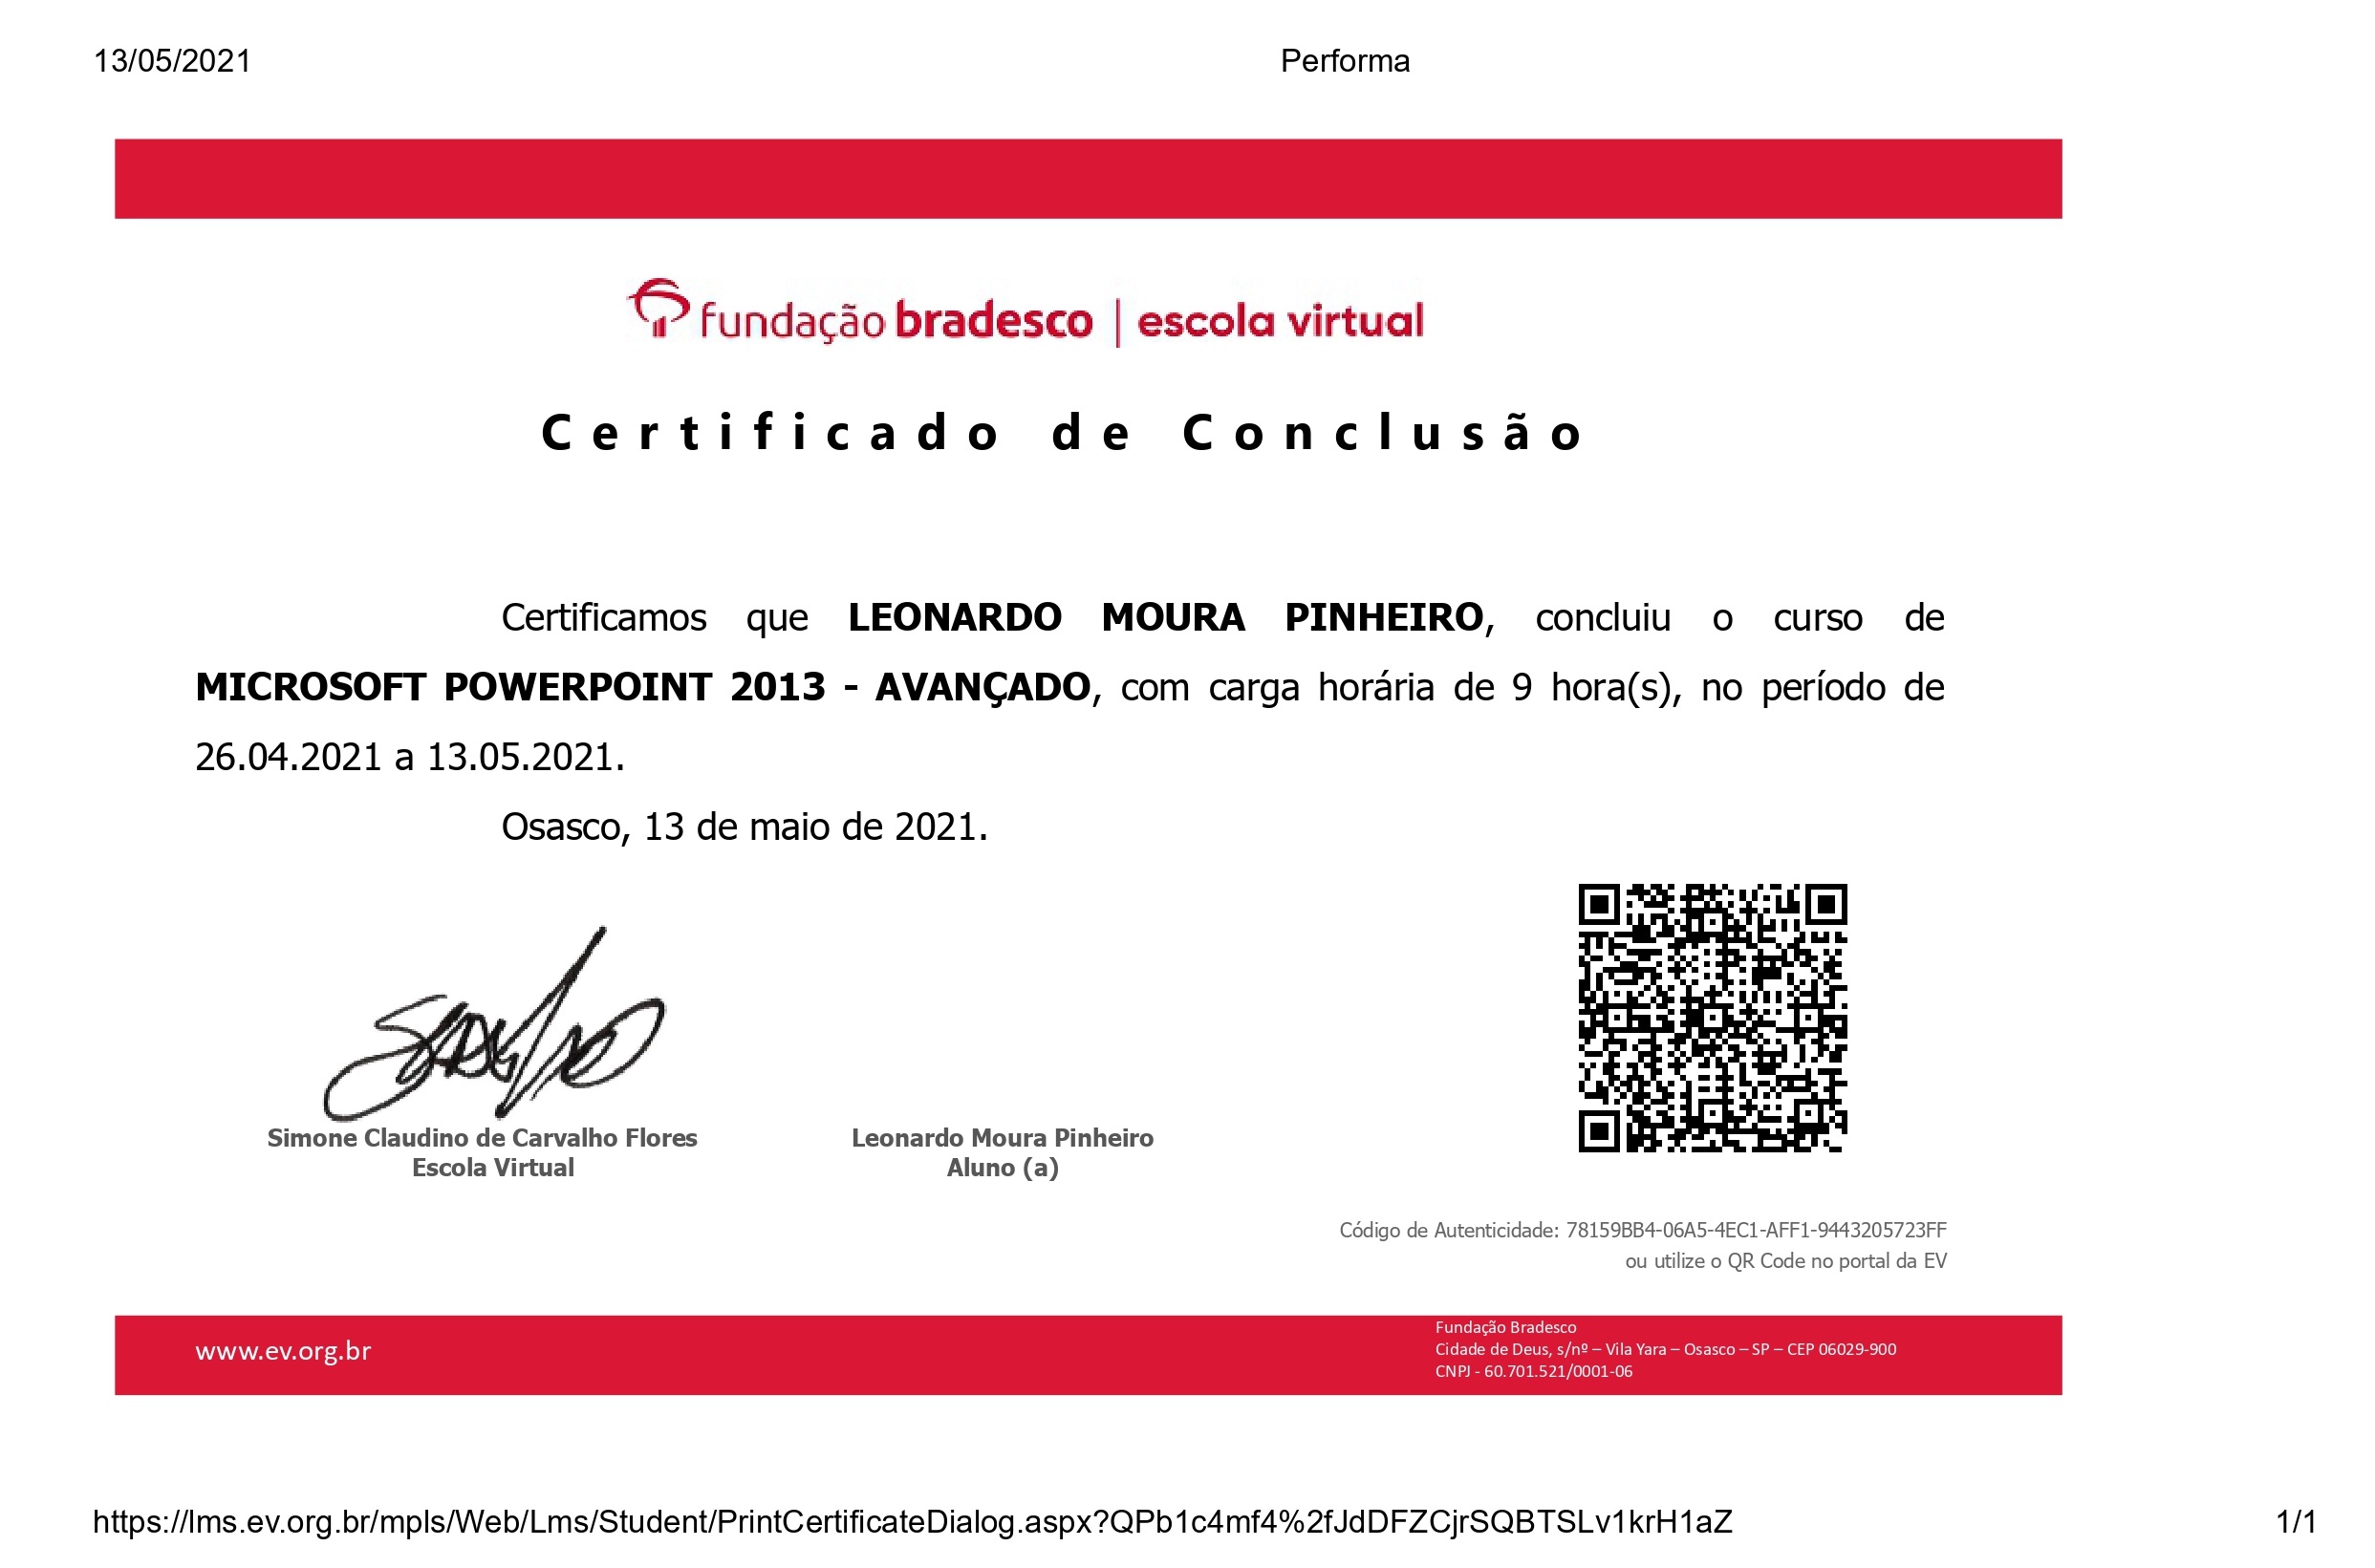 13/05/2021 Performa
fundação bradesco | escola virtual
Certificado de Conclusão
Certificamos que LEONARDO MOURA PINHEIRO, concluiu o curso de
MICROSOFT POWERPOINT 2013 - AVANÇADO, com carga horária de 9 hora(s), no período de
26.04.2021 a 13.05.2021.
Osasco, 13 de maio de 2021.
Simone Claudino de Carvalho Flores
Escola Virtual
Leonardo Moura Pinheiro
Aluno (a)
Código de Autenticidade: 78159BB4-06A5-4EC1-AFF1-9443205723FF
ou utilize o QR Code no portal da EV
www.ev.org.br
Fundação Bradesco
Cidade de Deus, s/nº – Vila Yara – Osasco – SP – CEP 06029-900
CNPJ - 60.701.521/0001-06
https://lms.ev.org.br/mpls/Web/Lms/Student/PrintCertificateDialog.aspx?QPb1c4mf4%2fJdDFZCjrSQBTSLv1krH1aZ 1/1